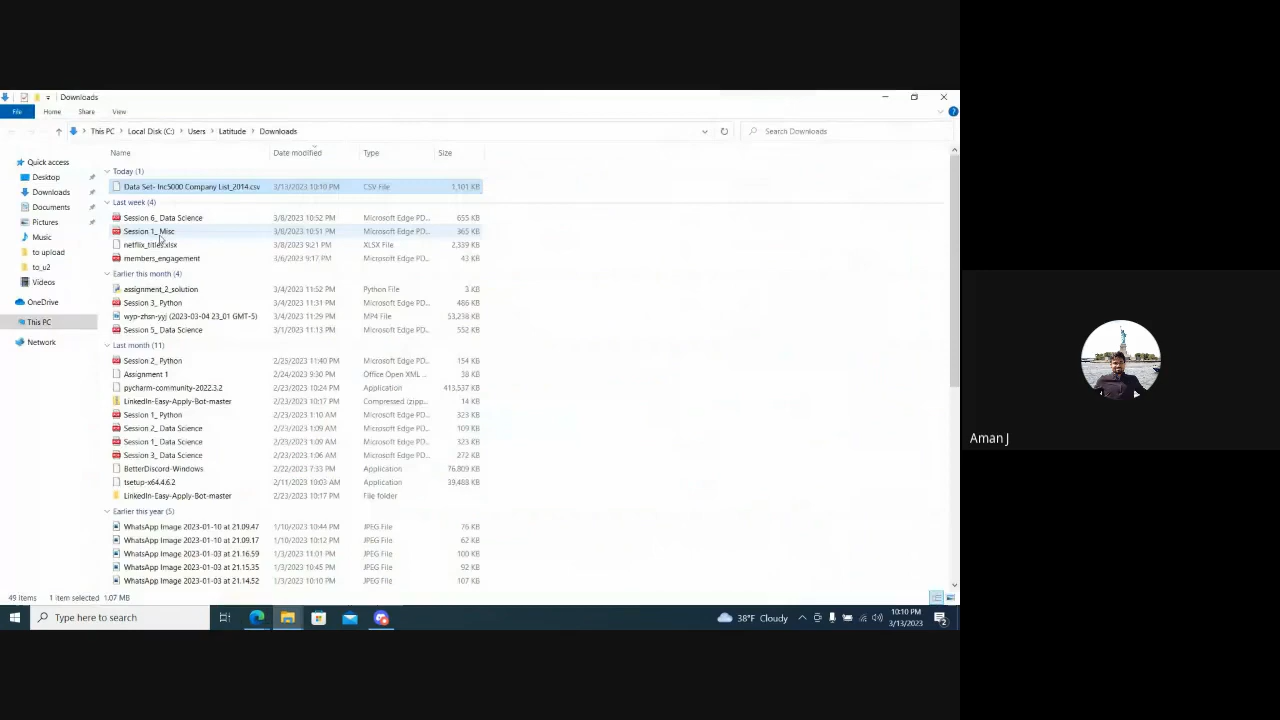 Downloads
File Home Share View
This PC > Local Disk (C:) > Users > Latitude > Downloads
Search Downloads
Name Date modified Type Size
Quick access
Desktop
Downloads
Documents
Pictures
Music
to upload
to_u2
Videos
OneDrive
This PC
Network
Today (1)
Data Set- Inc5000 Company List_2014.csv 3/13/2023 10:10 PM CSV File 1,101 KB
Last week (4)
Session 6_ Data Science 3/8/2023 10:52 PM Microsoft Edge PD... 655 KB
Session 1_ Misc 3/8/2023 10:51 PM Microsoft Edge PD... 365 KB
netflix_titles.xlsx 3/8/2023 9:21 PM XLSX File 2,339 KB
members_engagement 3/6/2023 9:17 PM Microsoft Edge PD... 43 KB
Earlier this month (4)
assignment_2_solution 3/4/2023 11:52 PM Python File 3 KB
Session 3_ Python 3/4/2023 11:31 PM Microsoft Edge PD... 486 KB
wyp-zhsn-yyj (2023-03-04 23_01 GMT-5) 3/4/2023 11:29 PM MP4 File 53,238 KB
Session 5_ Data Science 3/1/2023 11:13 PM Microsoft Edge PD... 552 KB
Last month (11)
Session 2_ Python 2/25/2023 11:40 PM Microsoft Edge PD... 154 KB
Assignment 1 2/24/2023 9:30 PM Office Open XML ... 38 KB
pycharm-community-2022.3.2 2/23/2023 10:24 PM Application 413,537 KB
LinkedIn-Easy-Apply-Bot-master 2/23/2023 10:17 PM Compressed (zipp... 14 KB
Session 1_ Python 2/23/2023 1:10 AM Microsoft Edge PD... 323 KB
Session 2_ Data Science 2/23/2023 1:09 AM Microsoft Edge PD... 109 KB
Session 1_ Data Science 2/23/2023 1:09 AM Microsoft Edge PD... 323 KB
Session 3_ Data Science 2/23/2023 1:06 AM Microsoft Edge PD... 272 KB
BetterDiscord-Windows 2/22/2023 7:33 PM Application 76,809 KB
tsetup-x64.4.6.2 2/11/2023 10:03 AM Application 39,488 KB
LinkedIn-Easy-Apply-Bot-master 2/23/2023 10:17 PM File folder
Earlier this year (5)
WhatsApp Image 2023-01-10 at 21.09.47 1/10/2023 10:44 PM JPEG File 76 KB
WhatsApp Image 2023-01-10 at 21.09.17 1/10/2023 10:12 PM JPEG File 62 KB
WhatsApp Image 2023-01-03 at 21.16.59 1/3/2023 11:01 PM JPEG File 100 KB
WhatsApp Image 2023-01-03 at 21.15.35 1/3/2023 10:45 PM JPEG File 92 KB
WhatsApp Image 2023-01-03 at 21.14.52 1/3/2023 10:10 PM JPEG File 107 KB
49 items 1 item selected 1.07 MB
Type here to search
38°F Cloudy
10:10 PM
3/13/2023
2
Aman J